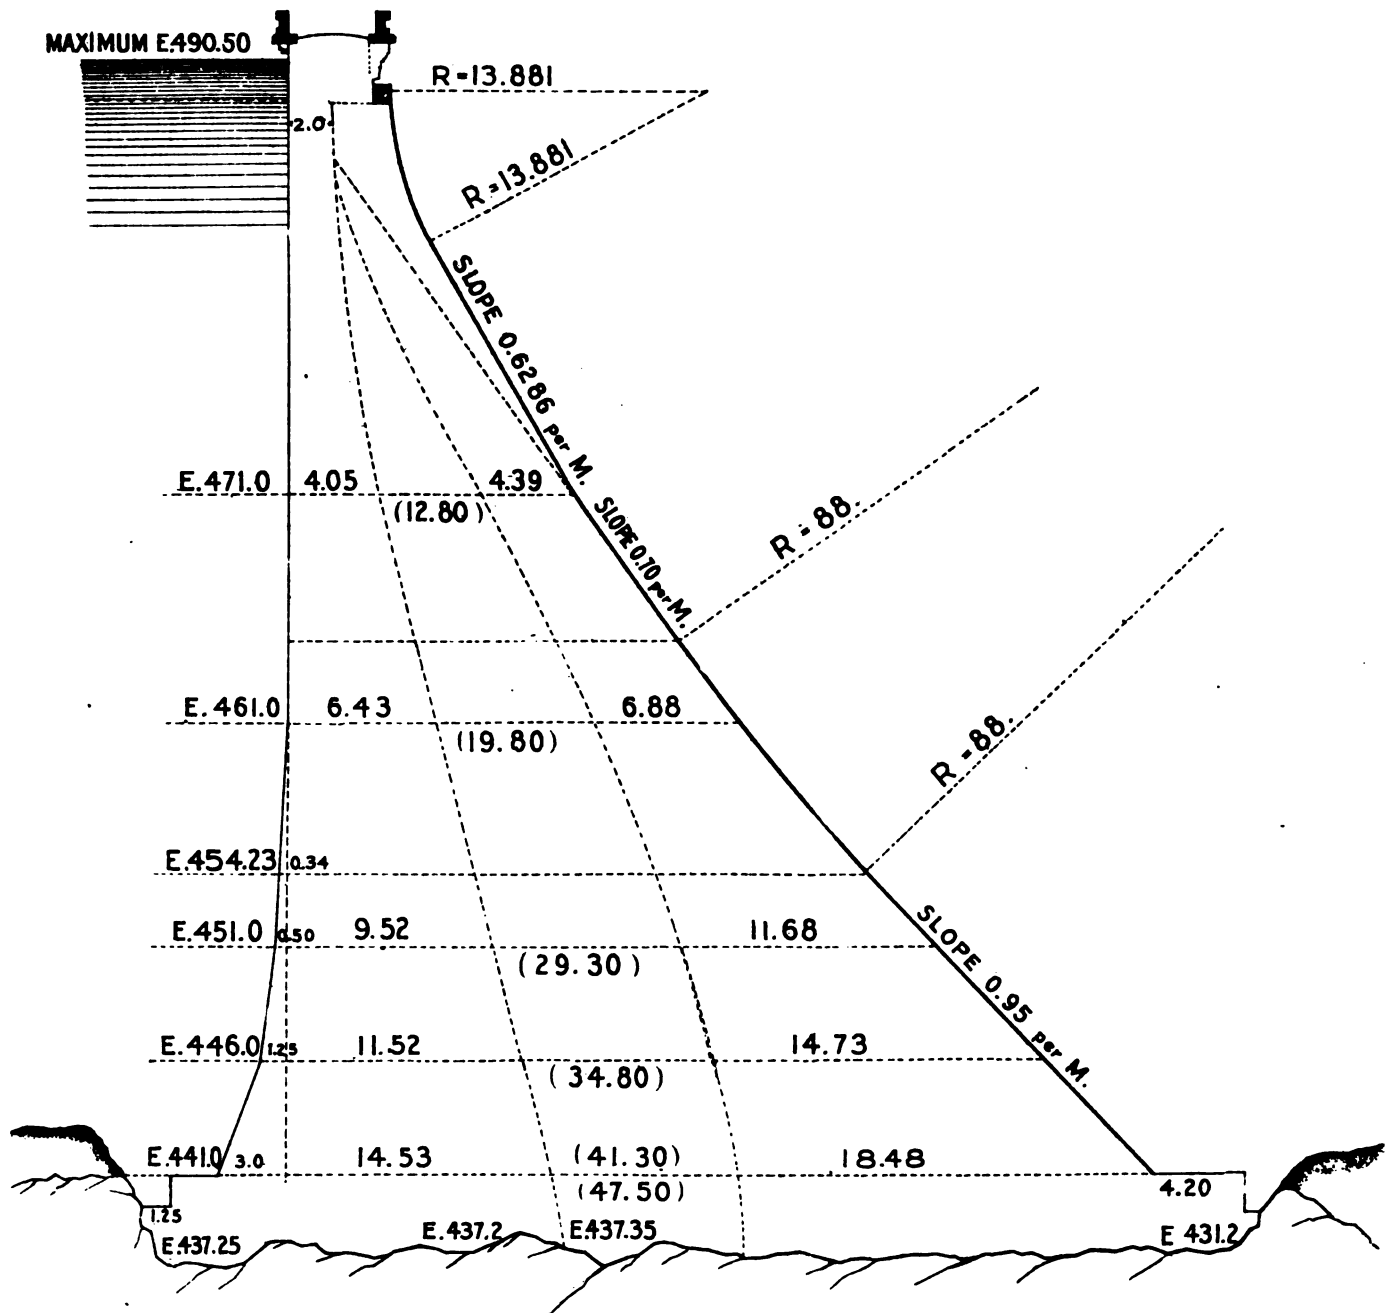 MAXIMUM E.490.50
R=13.881
2.0
R=13.881
SLOPE 0.6286 per M.
E.471.0 4.05 4.39
(12.80)
SLOPE 0.70 per M.
R=88.
E.461.0 6.43 6.88
(19.80)
R=88.
E.454.23 0.34
E.451.0 0.50 9.52 11.68
(29.30)
SLOPE 0.95 per M.
E.446.0 1.25 11.52 14.73
(34.80)
E.441.0 3.0 14.53 (41.30) 18.48
(47.50) 4.20
1.25
E.437.25 E.437.2 E.437.35 E 431.2